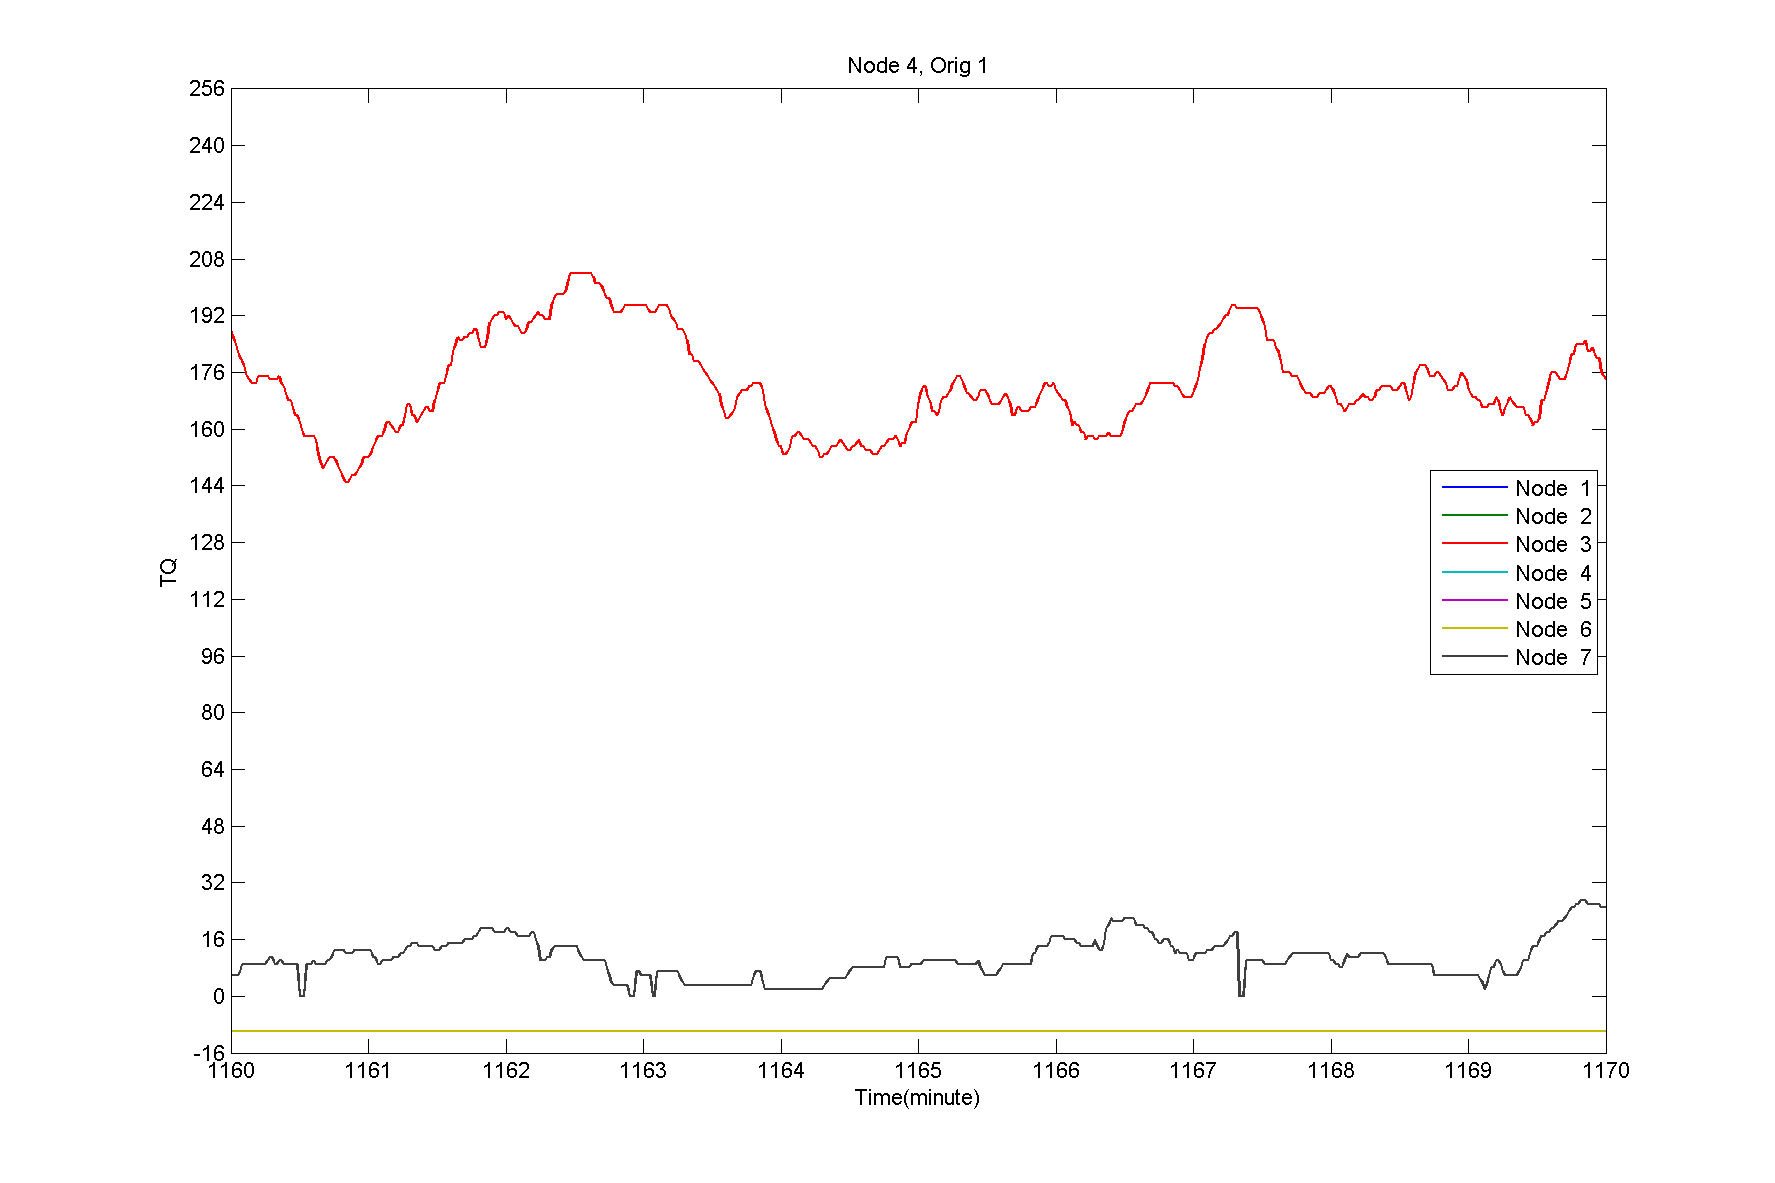 Node 4, Orig 1
256
240
224
208
192
176
160
144
128
112
96
80
64
48
32
16
0
-16
TQ
Node 1
Node 2
Node 3
Node 4
Node 5
Node 6
Node 7
1160 1161 1162 1163 1164 1165 1166 1167 1168 1169 1170
Time(minute)